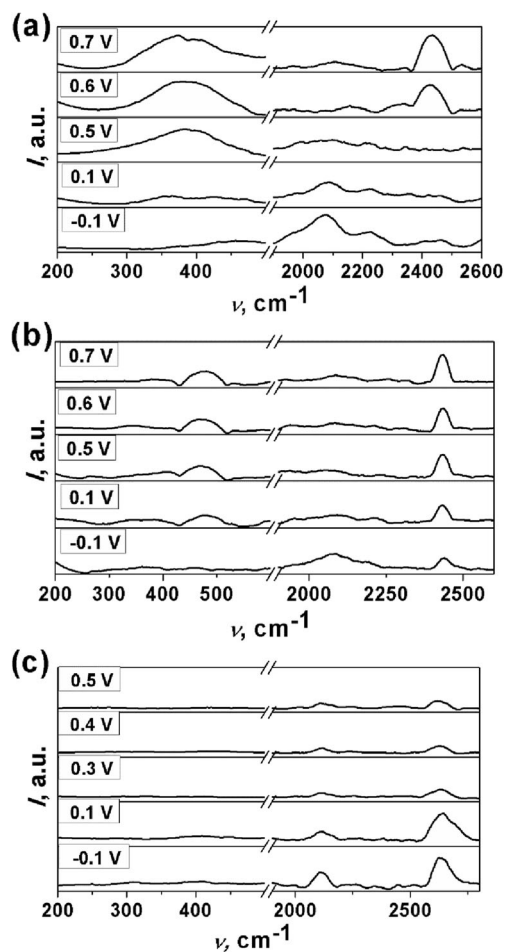 (a)
0.7 V
0.6 V
0.5 V
0.1 V
-0.1 V
I, a.u.
200 300 400 2000 2200 2400 2600
ν, cm-1
(b)
0.7 V
0.6 V
0.5 V
0.1 V
-0.1 V
I, a.u.
200 300 400 500 2000 2250 2500
ν, cm-1
(c)
0.5 V
0.4 V
0.3 V
0.1 V
-0.1 V
I, a.u.
200 300 400 2000 2500
ν, cm-1